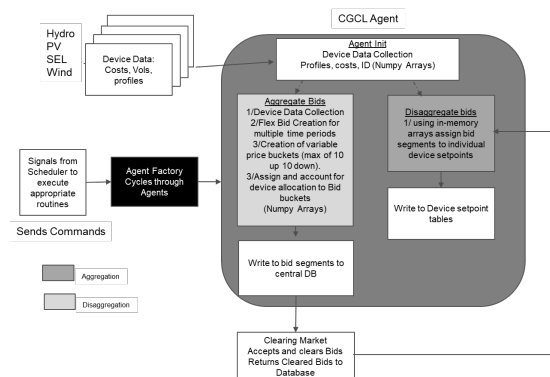 CGCL Agent
Hydro
PV
SEL
Wind
Device Data:
Costs, Vols,
profiles
Agent Init
Device Data Collection
Profiles, costs, ID (Numpy Arrays)
Aggregate Bids
1/Device Data Collection
2/Flex Bid Creation for
multiple time periods
3/Creation of variable
price buckets (max of 10
up 10 down).
3/Assign and account for
device allocation to Bid
buckets
(Numpy Arrays)
Disaggregate bids
1/ using in-memory
arrays assign bid
segments to individual
device setpoints
Signals from
Scheduler to
execute
appropriate
routines
Agent Factory
Cycles through
Agents
Write to Device setpoint
tables
Sends Commands
Write to bid segments to
central DB
Aggregation
Disaggregation
Clearing Market
Accepts and clears Bids
Returns Cleared Bids to
Database